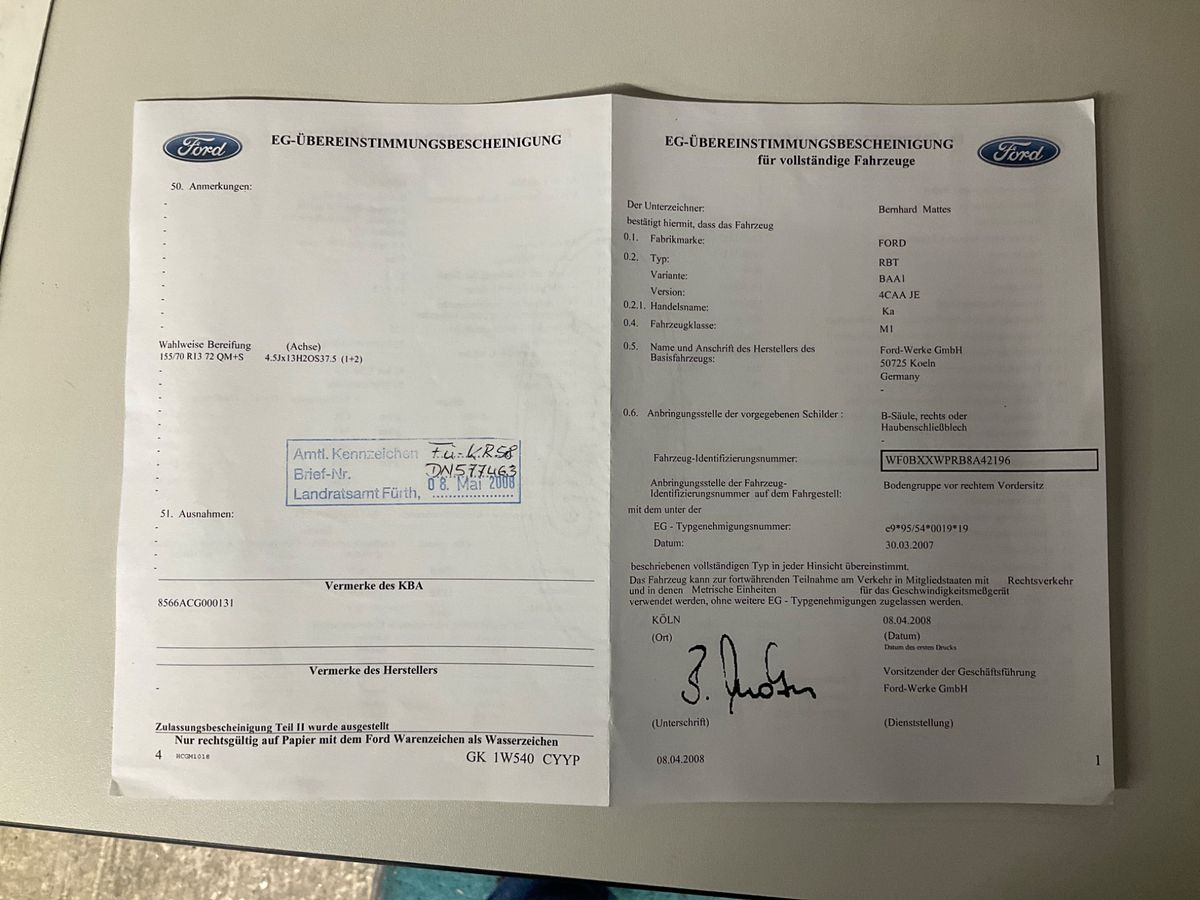 Ford
EG-ÜBEREINSTIMMUNGSBESCHEINIGUNG
50. Anmerkungen:
-
-
-
-
-
-
-
-
-
-
Wahlweise Bereifung (Achse)
155/70 R13 72 QM+S 4.5Jx13H2OS37.5 (1+2)
-
-
-
-
-
-
-
-
-
-
Amtl. Kennzeichen Fü-KR58
Brief-Nr. DN577463
Landratsamt Fürth, 08. Mai 2008
51. Ausnahmen:
-
-
-
-
Vermerke des KBA
8566ACG000131
Vermerke des Herstellers
-
Zulassungsbescheinigung Teil II wurde ausgestellt
Nur rechtsgültig auf Papier mit dem Ford Warenzeichen als Wasserzeichen
4 HCGM1018 GK 1W540 CYYP
EG-ÜBEREINSTIMMUNGSBESCHEINIGUNG
für vollständige Fahrzeuge
Ford
Der Unterzeichner: Bernhard Mattes
bestätigt hiermit, dass das Fahrzeug
0.1. Fabrikmarke: FORD
0.2. Typ: RBT
Variante: BAA1
Version: 4CAA JE
0.2.1. Handelsname: Ka
0.4. Fahrzeugklasse: M1
0.5. Name und Anschrift des Herstellers des Ford-Werke GmbH
Basisfahrzeugs: 50725 Koeln
Germany
-
0.6. Anbringungsstelle der vorgegebenen Schilder : B-Säule, rechts oder
Haubenschließblech
-
Fahrzeug-Identifizierungsnummer: WF0BXXWPRB8A42196
Anbringungsstelle der Fahrzeug- Bodengruppe vor rechtem Vordersitz
Identifizierungsnummer auf dem Fahrgestell:
mit dem unter der
EG - Typgenehmigungsnummer: e9*95/54*0019*19
Datum: 30.03.2007
beschriebenen vollständigen Typ in jeder Hinsicht übereinstimmt.
Das Fahrzeug kann zur fortwährenden Teilnahme am Verkehr in Mitgliedstaaten mit Rechtsverkehr
und in denen Metrische Einheiten für das Geschwindigkeitsmeßgerät
verwendet werden, ohne weitere EG - Typgenehmigungen zugelassen werden.
KÖLN 08.04.2008
(Ort) (Datum)
Datum des ersten Drucks
B. Mattes
Vorsitzender der Geschäftsführung
Ford-Werke GmbH
(Unterschrift) (Dienststellung)
08.04.2008 1